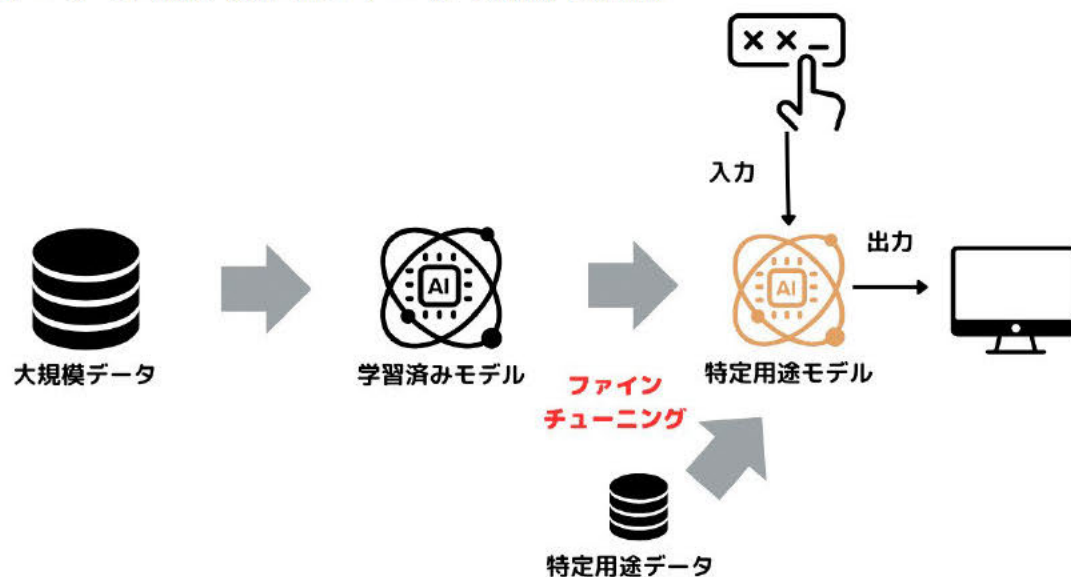 × × _
入力
出力
AI
AI
大規模データ
学習済みモデル
特定用途モデル
ファイン
チューニング
特定用途データ